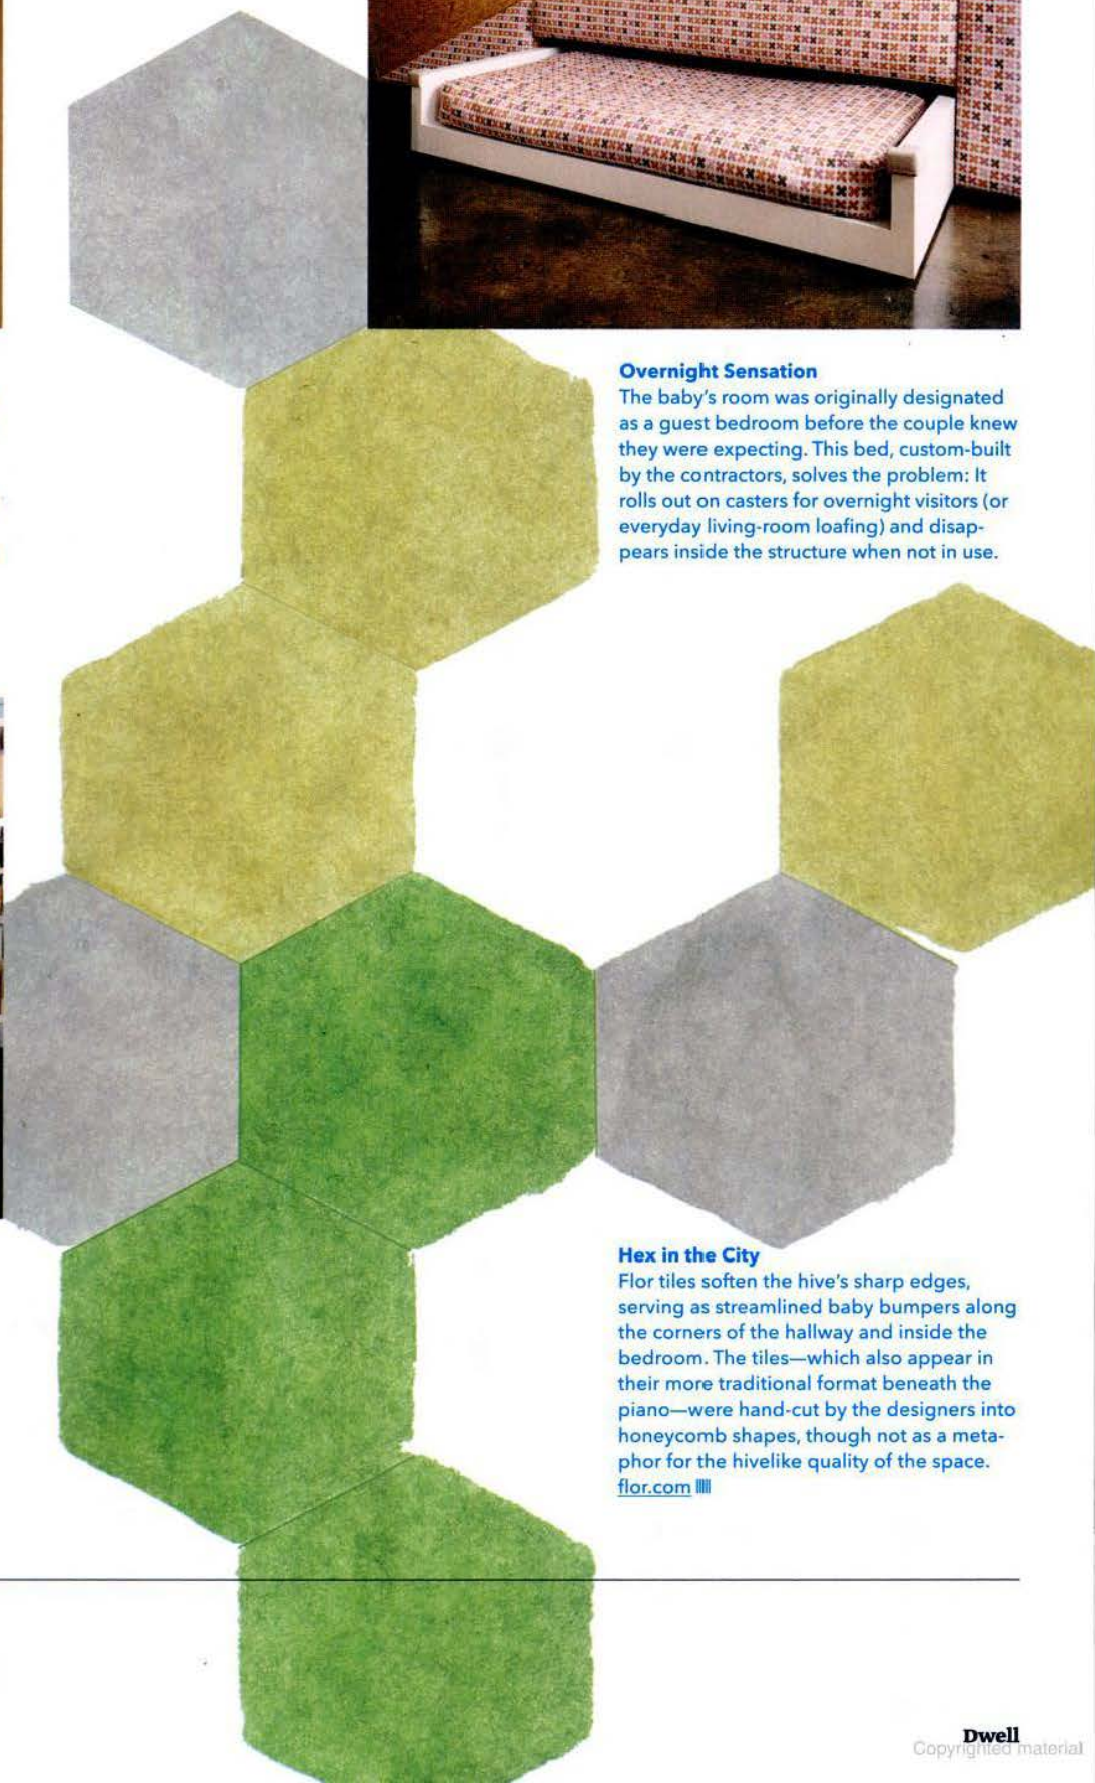 Overnight Sensation
The baby's room was originally designated
as a guest bedroom before the couple knew
they were expecting. This bed, custom-built
by the contractors, solves the problem: It
rolls out on casters for overnight visitors (or
everyday living-room loafing) and disap-
pears inside the structure when not in use.
Hex in the City
Flor tiles soften the hive's sharp edges,
serving as streamlined baby bumpers along
the corners of the hallway and inside the
bedroom. The tiles—which also appear in
their more traditional format beneath the
piano—were hand-cut by the designers into
honeycomb shapes, though not as a meta-
phor for the hivelike quality of the space.
flor.com
Dwell
Copyrighted material